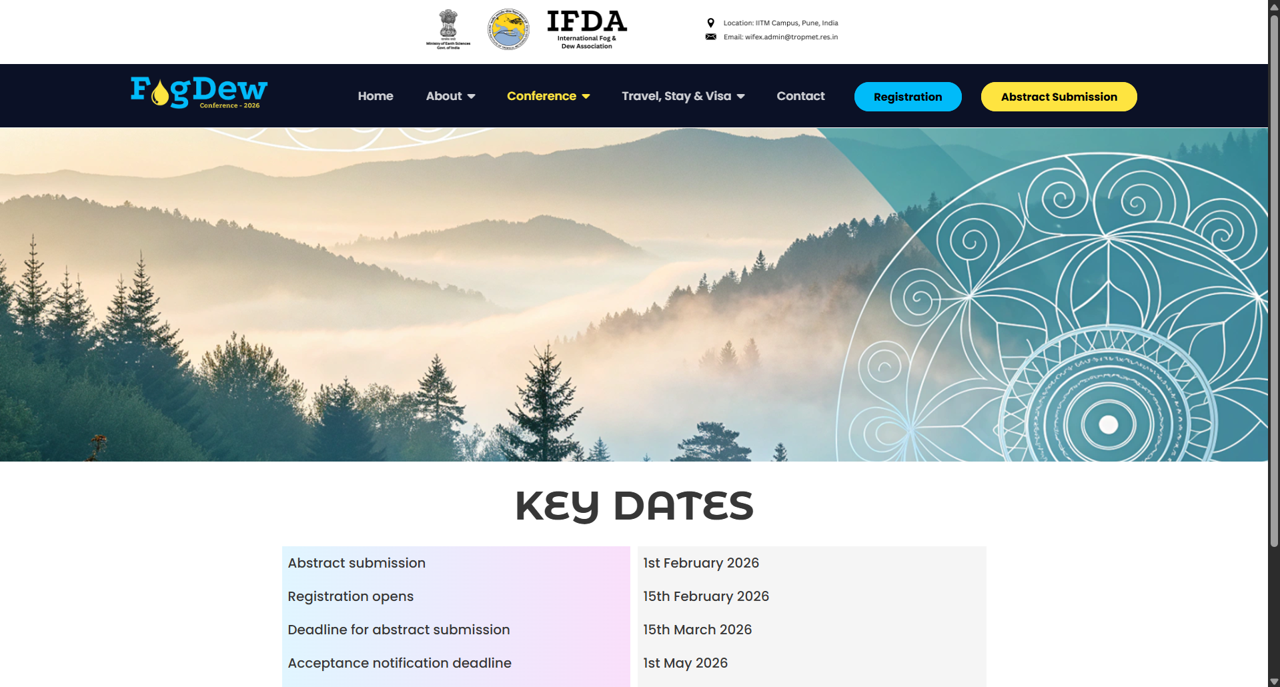 Ministry of Earth Sciences
Govt. of India
IFDA
International Fog &
Dew Association
Location: IITM Campus, Pune, India
Email: wifex.admin@tropmet.res.in
FogDew
Conference - 2026
Home
About
Conference
Travel, Stay & Visa
Contact
Registration
Abstract Submission
KEY DATES
Abstract submission
1st February 2026
Registration opens
15th February 2026
Deadline for abstract submission
15th March 2026
Acceptance notification deadline
1st May 2026